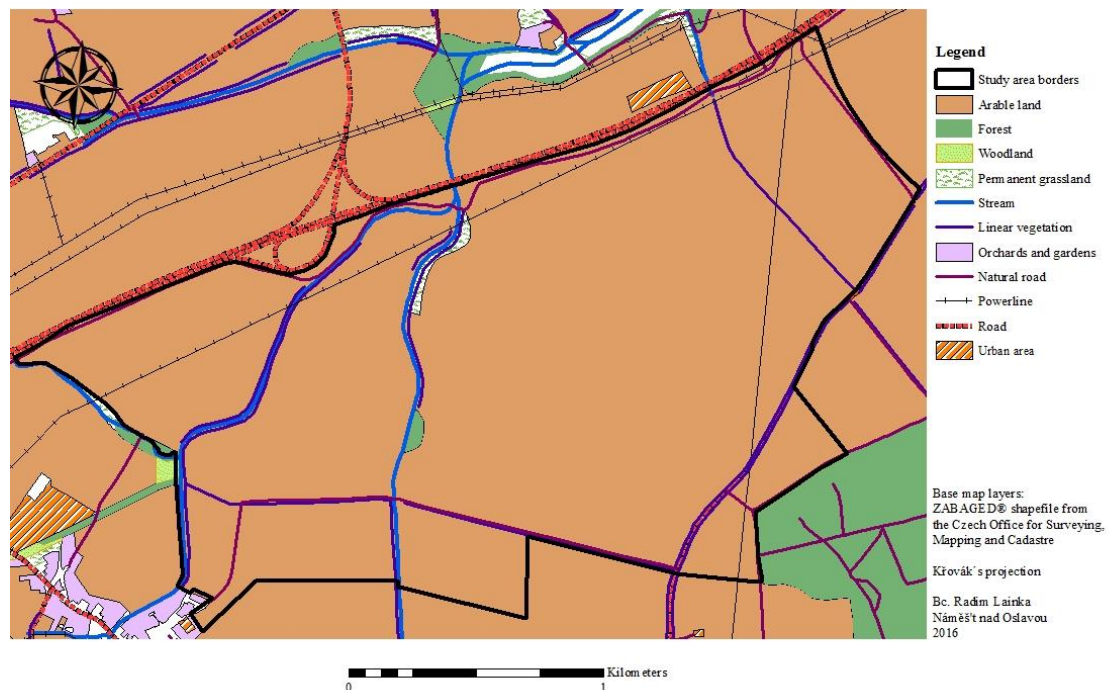 Legend
Study area borders
Arable land
Forest
Woodland
Permanent grassland
Stream
Linear vegetation
Orchards and gardens
Natural road
Powerline
Road
Urban area
Base map layers:
ZABAGED® shapefile from
the Czech Office for Surveying,
Mapping and Cadastre
Křovák´s projection
Bc. Radim Lainka
Náměšt nad Oslavou
2016
Kilometers
0 1